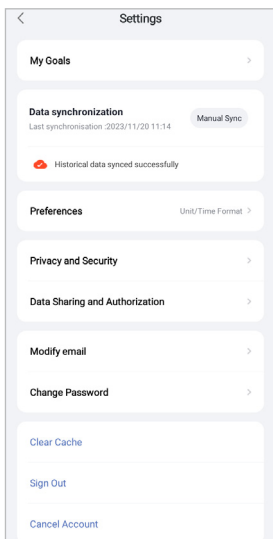 Settings
My Goals
Data synchronization
Last synchronisation :2023/11/20 11:14
Manual Sync
Historical data synced successfully
Preferences
Unit/Time Format
Privacy and Security
Data Sharing and Authorization
Modify email
Change Password
Clear Cache
Sign Out
Cancel Account